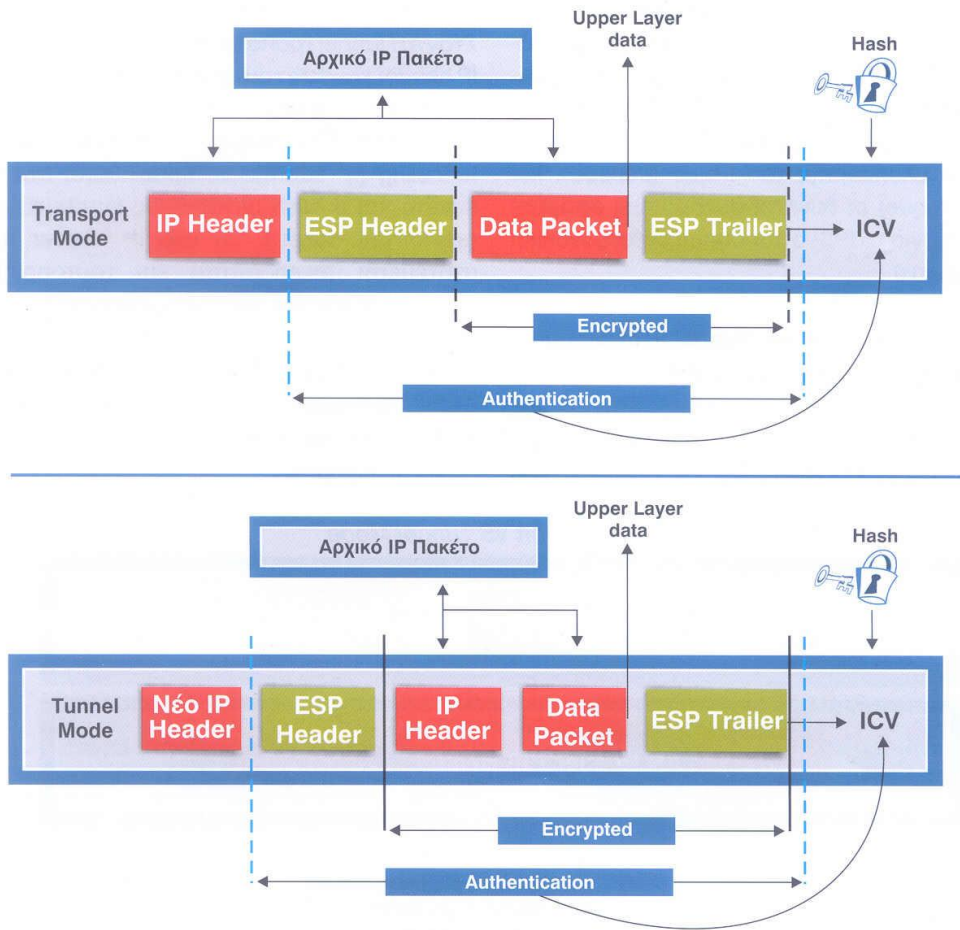 Upper Layer
data
Hash
Αρχικό IP Πακέτο
Transport
Mode
IP Header
ESP Header
Data Packet
ESP Trailer
ICV
Encrypted
Authentication
Upper Layer
data
Hash
Αρχικό IP Πακέτο
Tunnel
Mode
Νέο IP
Header
ESP
Header
IP
Header
Data
Packet
ESP Trailer
ICV
Encrypted
Authentication